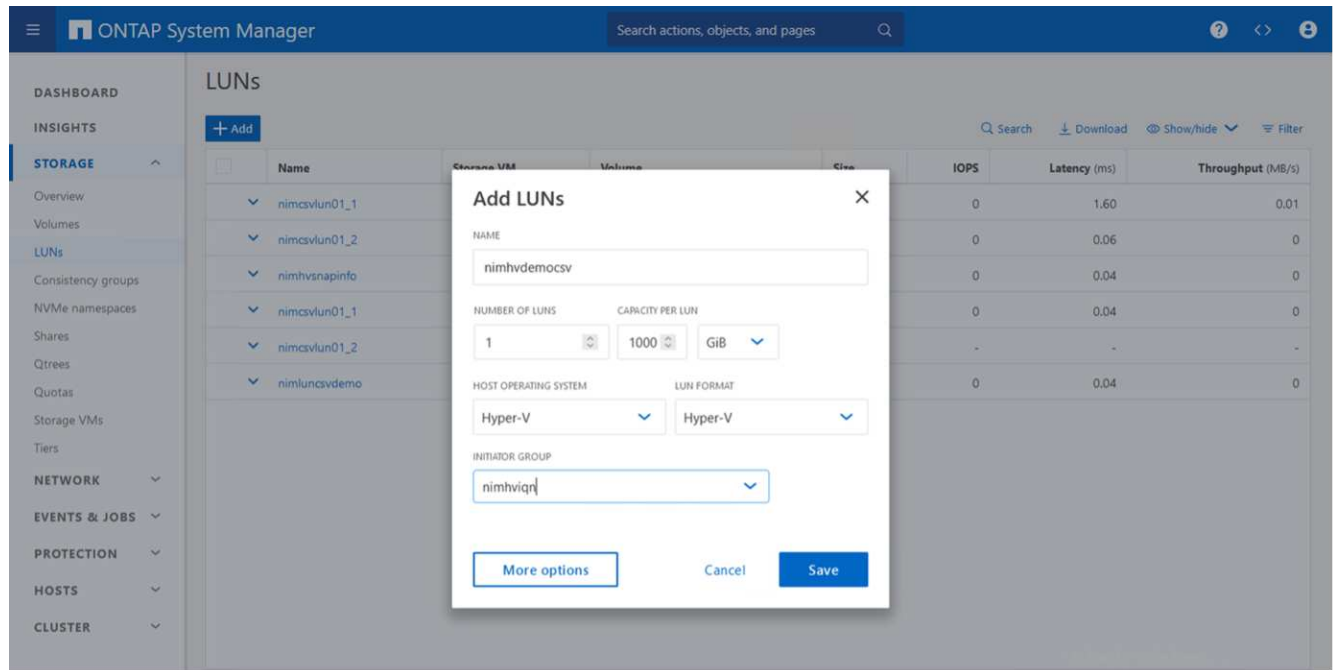 ONTAP System Manager Search actions, objects, and pages
DASHBOARD
INSIGHTS
STORAGE
Overview
Volumes
LUNs
Consistency groups
NVMe namespaces
Shares
Qtrees
Quotas
Storage VMs
Tiers
NETWORK
EVENTS & JOBS
PROTECTION
HOSTS
CLUSTER
LUNs
+ Add Search Download Show/hide Filter
Name Storage VM Volume Size IOPS Latency (ms) Throughput (MB/s)
nimcsvlun01_1 0 1.60 0.01
nimcsvlun01_2 0 0.06 0
nimhvsnapinfo 0 0.04 0
nimcsvlun01_1 0 0.04 0
nimcsvlun01_2 - - -
nimluncsvdemo 0 0.04 0
Add LUNs
NAME
nimhvdemocsv
NUMBER OF LUNS CAPACITY PER LUN
1 1000 GiB
HOST OPERATING SYSTEM LUN FORMAT
Hyper-V Hyper-V
INITIATOR GROUP
nimhviqn
More options Cancel Save